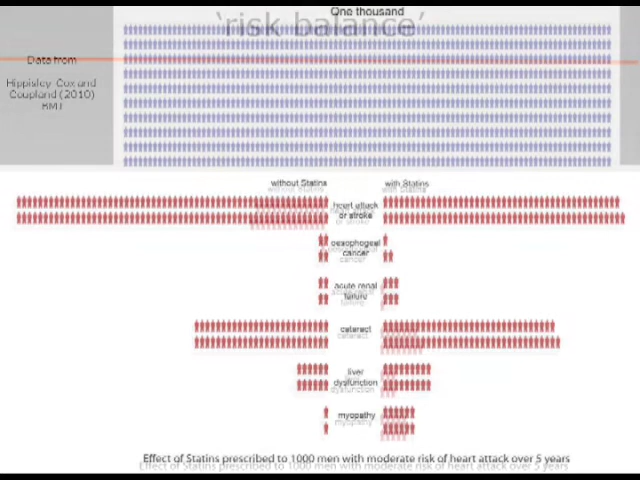 'risk balance'
One thousand
Data from
Hippisley-Cox and
Coupland (2010)
BMJ
without Statins
with Statins
heart attack
or stroke
oesophogeal
cancer
acute renal
failure
cataract
liver
dysfunction
myopathy
Effect of Statins prescribed to 1000 men with moderate risk of heart attack over 5 years